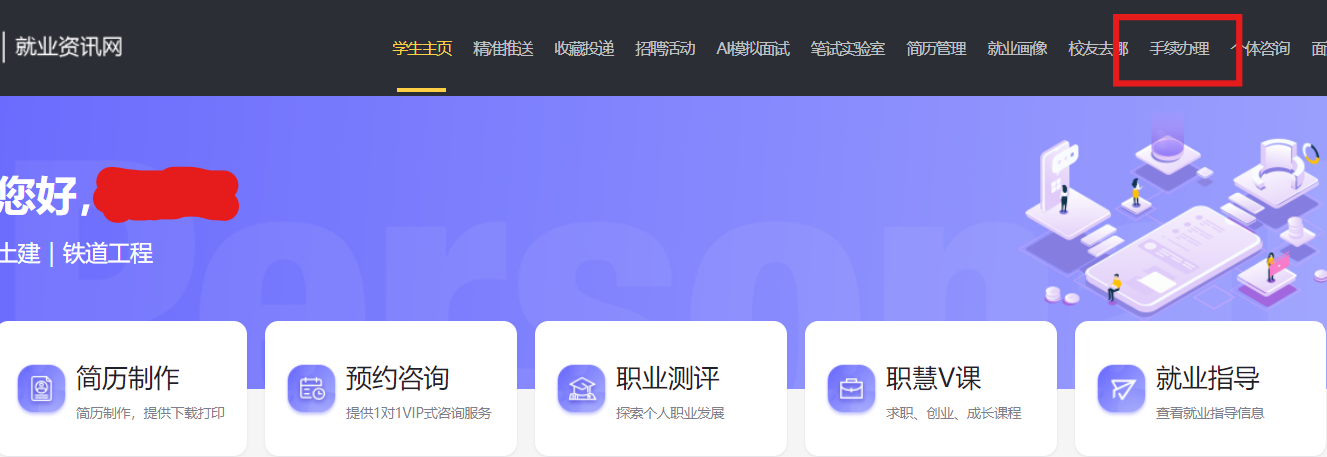 就业资讯网
学生主页 精准推送 收藏投递 招聘活动 AI模拟面试 笔试实验室 简历管理 就业画像 校友去哪 手续办理 个体咨询 面
您好,
土建 | 铁道工程
Person
简历制作
简历制作，提供下载打印
预约咨询
提供1对1VIP式咨询服务
职业测评
探索个人职业发展
职慧V课
求职、创业、成长课程
就业指导
查看就业指导信息